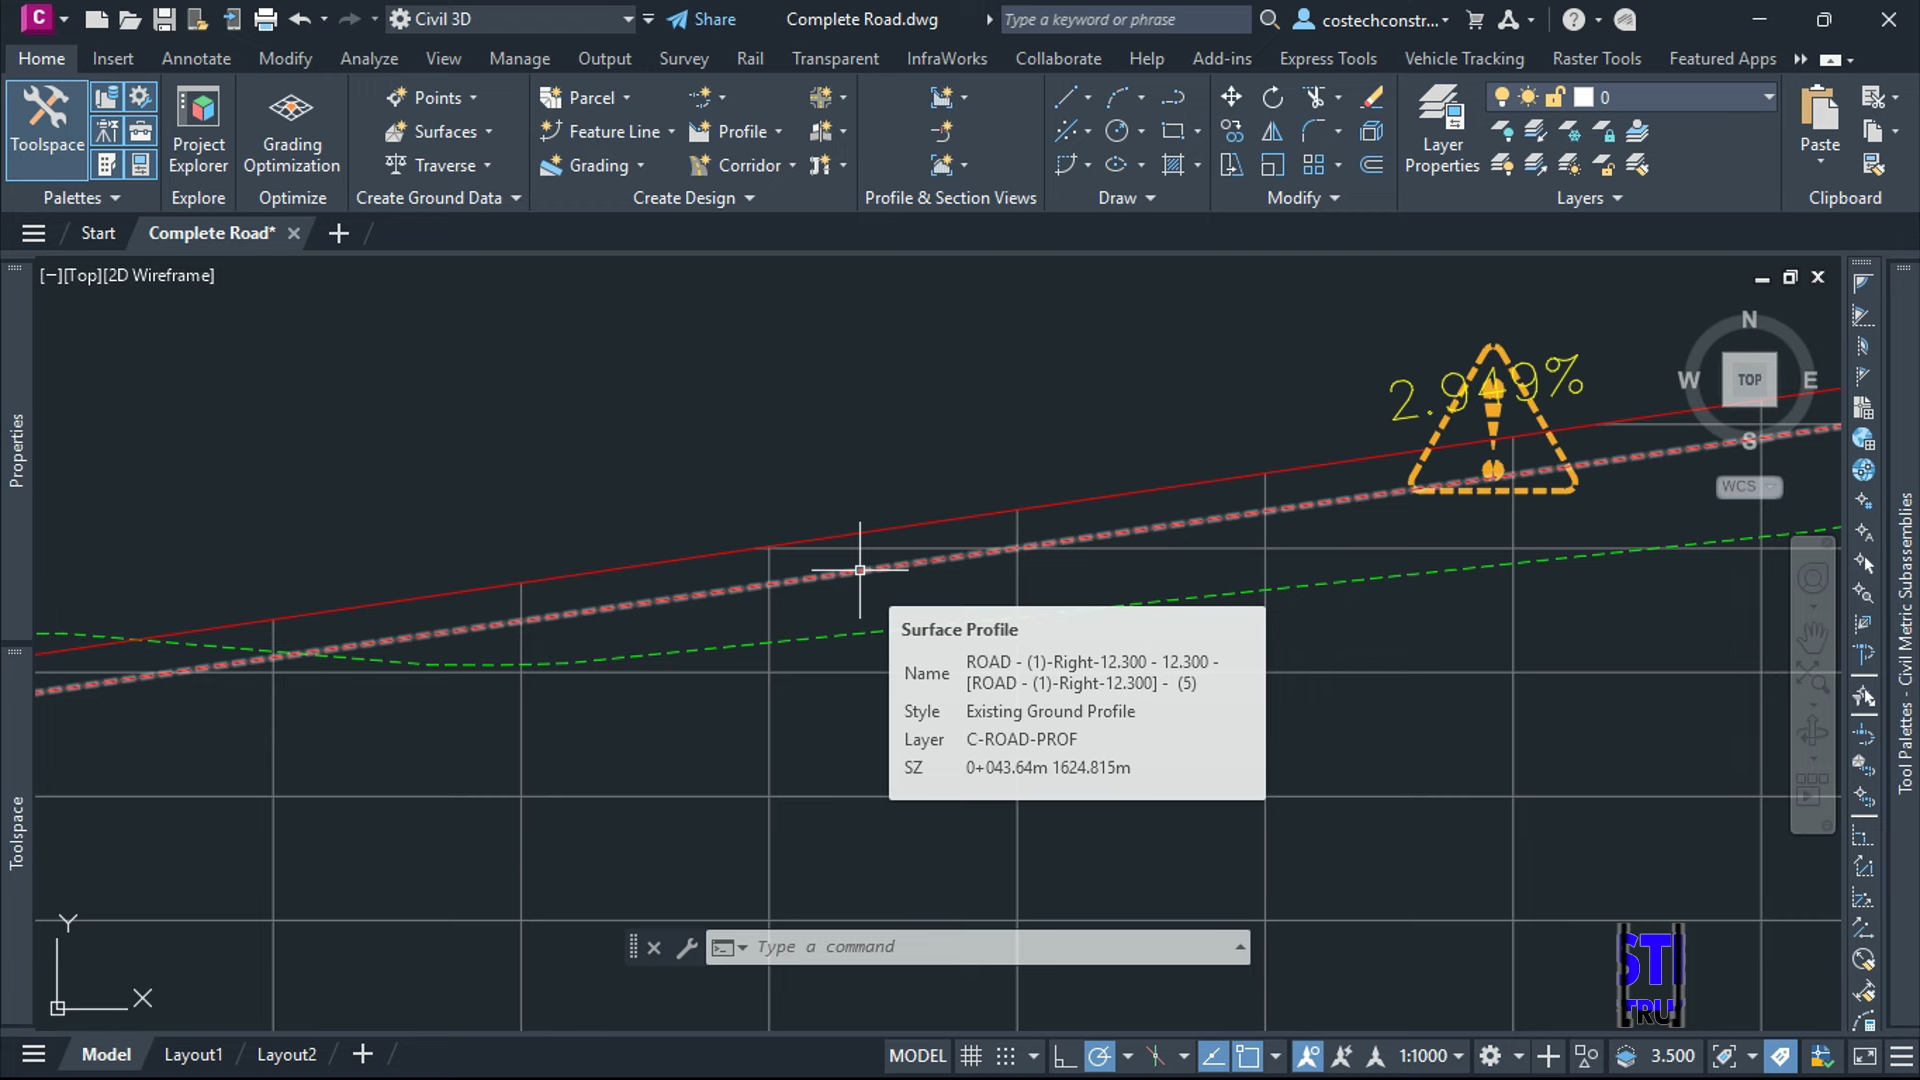 Civil 3D
Share
Complete Road.dwg
Type a keyword or phrase
costechconstr...
Home Insert Annotate Modify Analyze View Manage Output Survey Rail Transparent InfraWorks Collaborate Help Add-ins Express Tools Vehicle Tracking Raster Tools Featured Apps
Toolspace
Project
Explorer
Grading
Optimization
Points
Surfaces
Traverse
Parcel
Feature Line
Grading
Profile
Corridor
Layer
Properties
0
Paste
Palettes Explore Optimize Create Ground Data Create Design Profile & Section Views Draw Modify Layers Clipboard
Start Complete Road*
[−][Top][2D Wireframe]
Properties
Toolspace
2.949%
N
W TOP E
S
WCS
Surface Profile
Name ROAD - (1)-Right-12.300 - 12.300 -
[ROAD - (1)-Right-12.300] - (5)
Style Existing Ground Profile
Layer C-ROAD-PROF
SZ 0+043.64m 1624.815m
Tool Palettes - Civil Metric Subassemblies
Y
X
Type a command
STI
TRU
Model Layout1 Layout2
MODEL 1:1000 3.500